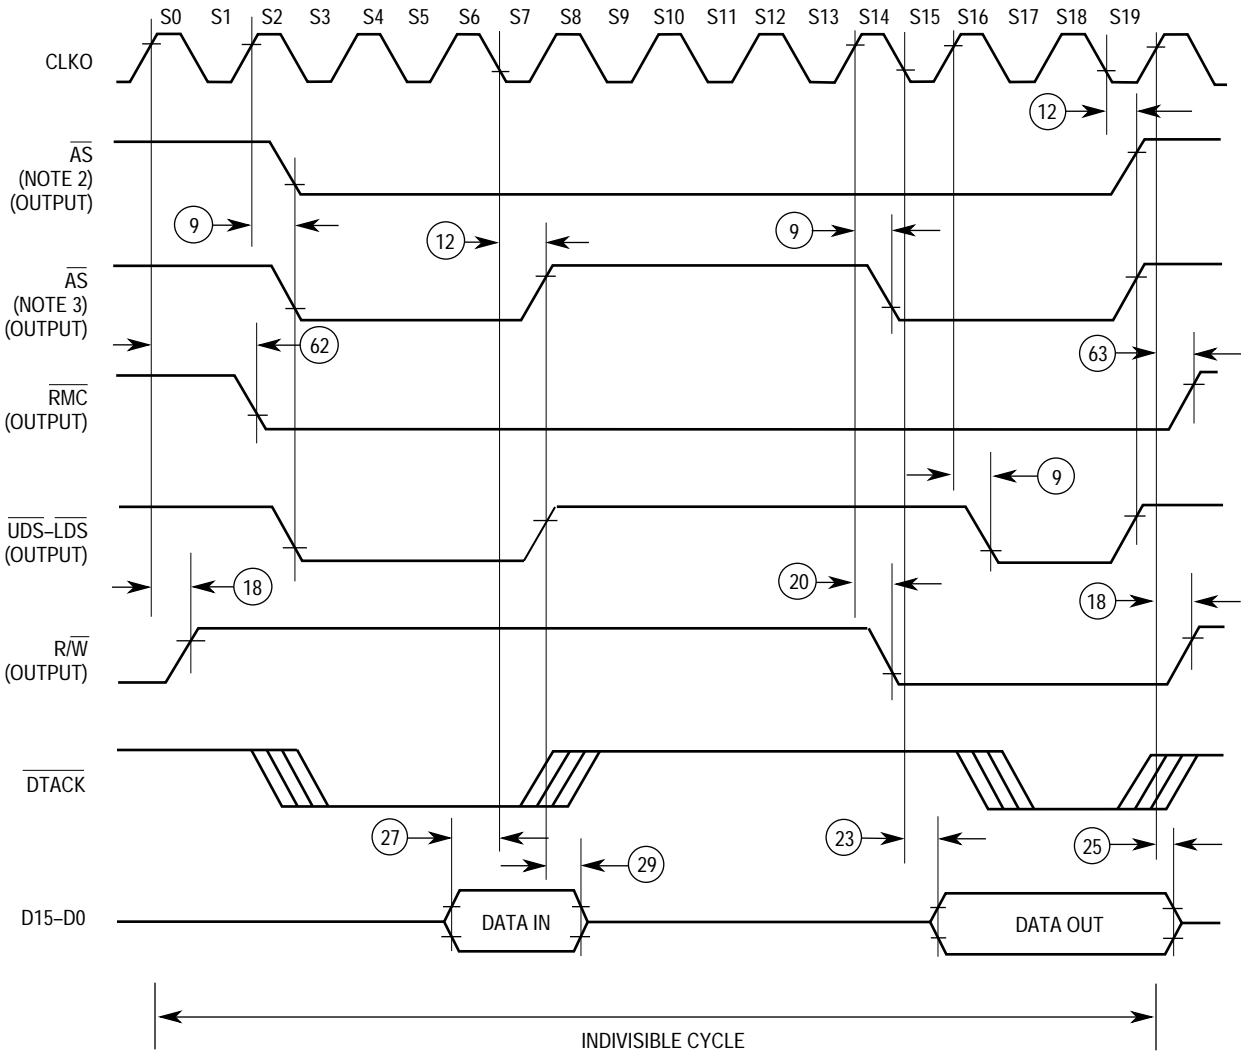 S0 S1 S2 S3 S4 S5 S6 S7 S8 S9 S10 S11 S12 S13 S14 S15 S16 S17 S18 S19
CLKO
12
AS
(NOTE 2)
(OUTPUT)
9
12
9
AS
(NOTE 3)
(OUTPUT)
62
63
RMC
(OUTPUT)
9
UDS–LDS
(OUTPUT)
18
20
18
R/W
(OUTPUT)
DTACK
27
23
25
29
D15–D0
DATA IN
DATA OUT
INDIVISIBLE CYCLE